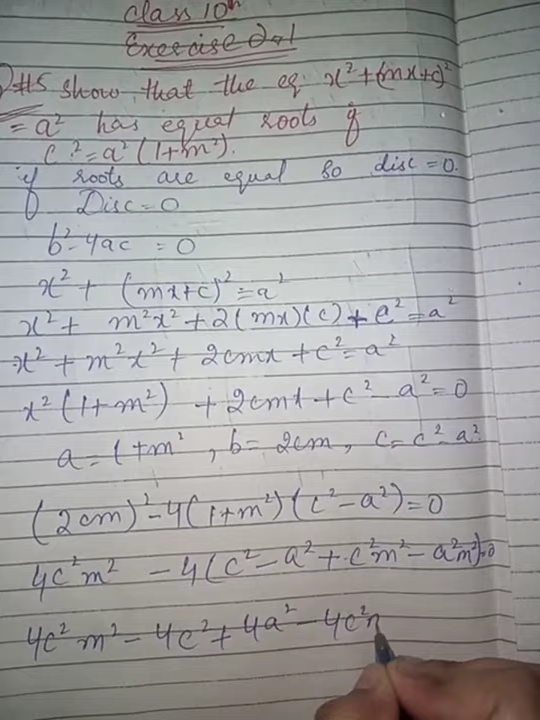 Class 10th
Exercise 2.1
Q#5 show that the eq x² + (mx+c)²
= a² has equal roots if
c² = a² (1+m²).
if roots are equal so disc = 0.
Disc = 0
b² - 4ac = 0
x² + (mx+c)² = a²
x² + m²x² + 2(mx)(c) + c² = a²
x² + m²x² + 2cmx + c² = a²
x² (1+m²) + 2cmx + c² - a² = 0
a = 1+m², b = 2cm, c = c² - a²
(2cm)² - 4(1+m²)(c² - a²) = 0
4c²m² - 4(c² - a² + c²m² - a²m²) = 0
4c²m² - 4c² + 4a² - 4c²m